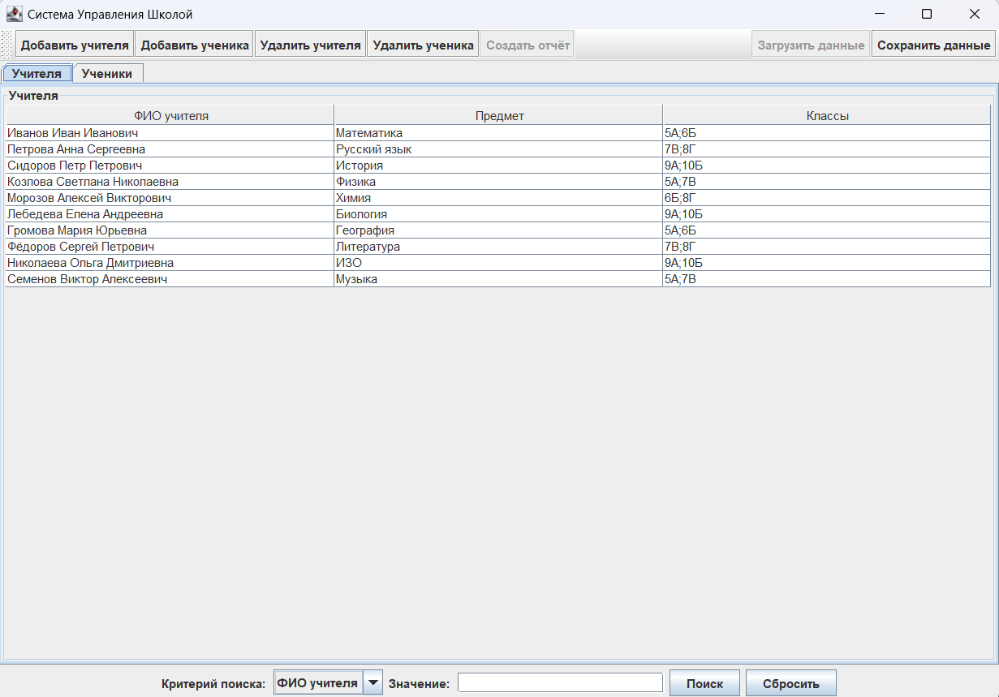 Система Управления Школой
Добавить учителя Добавить ученика Удалить учителя Удалить ученика Создать отчёт Загрузить данные Сохранить данные
Учителя Ученики
Учителя
ФИО учителя Предмет Классы
Иванов Иван Иванович Математика 5А;6Б
Петрова Анна Сергеевна Русский язык 7В;8Г
Сидоров Петр Петрович История 9А;10Б
Козлова Светлана Николаевна Физика 5А;7В
Морозов Алексей Викторович Химия 6Б;8Г
Лебедева Елена Андреевна Биология 9А;10Б
Громова Мария Юрьевна География 5А;6Б
Фёдоров Сергей Петрович Литература 7В;8Г
Николаева Ольга Дмитриевна ИЗО 9А;10Б
Семенов Виктор Алексеевич Музыка 5А;7В
Критерий поиска: ФИО учителя Значение: Поиск Сбросить